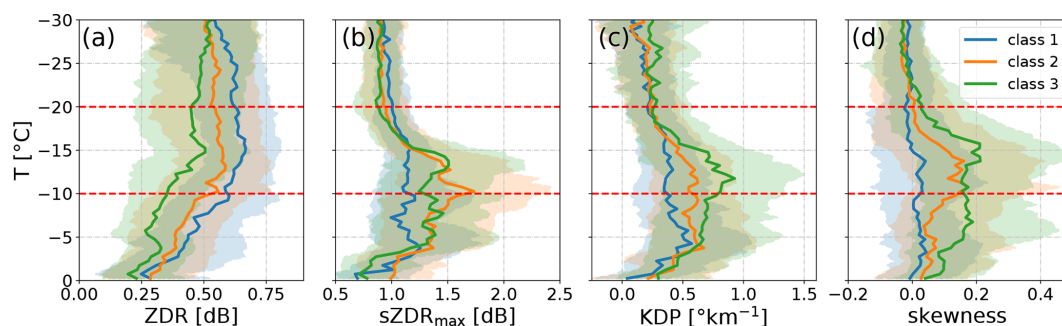 (a)
(b)
(c)
(d)
class 1
class 2
class 3
T [°C]
−30
−25
−20
−15
−10
−5
0
0.00 0.25 0.50 0.75
ZDR [dB]
0.5 1.0 1.5 2.0 2.5
sZDRmax [dB]
0.0 0.5 1.0 1.5
KDP [°km−1]
−0.2 0.0 0.2 0.4
skewness